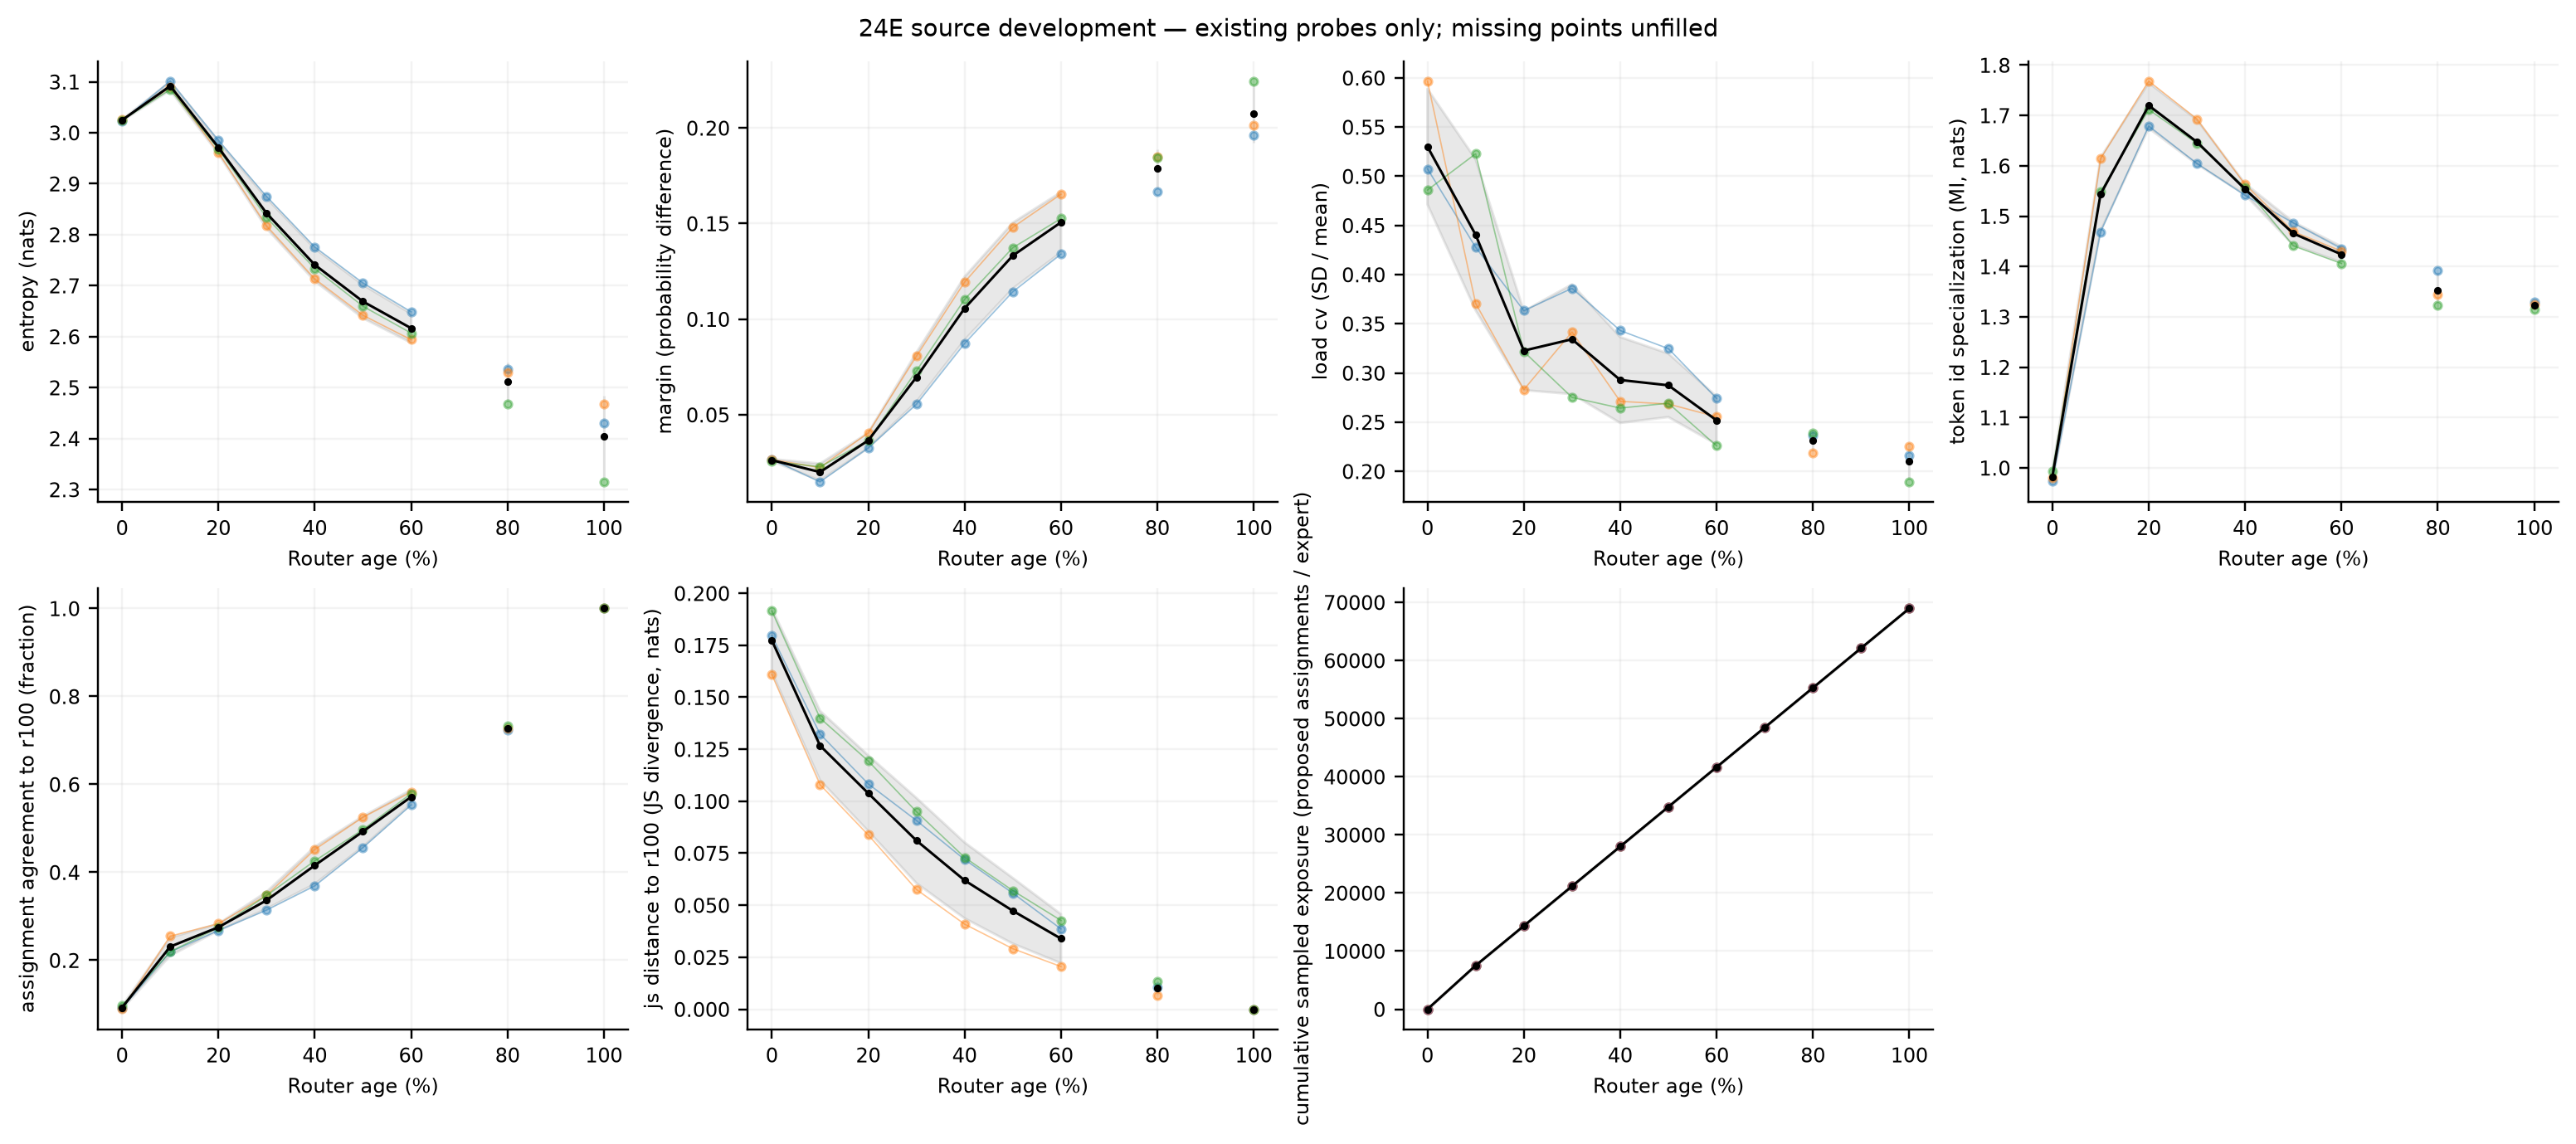 24E source development — existing probes only; missing points unfilled
entropy (nats)
3.1
3.0
2.9
2.8
2.7
2.6
2.5
2.4
2.3
0 20 40 60 80 100
Router age (%)
margin (probability difference)
0.20
0.15
0.10
0.05
0 20 40 60 80 100
Router age (%)
load cv (SD / mean)
0.60
0.55
0.50
0.45
0.40
0.35
0.30
0.25
0.20
0 20 40 60 80 100
Router age (%)
token id specialization (MI, nats)
1.8
1.7
1.6
1.5
1.4
1.3
1.2
1.1
1.0
0 20 40 60 80 100
Router age (%)
assignment agreement to r100 (fraction)
1.0
0.8
0.6
0.4
0.2
0 20 40 60 80 100
Router age (%)
js distance to r100 (JS divergence, nats)
0.200
0.175
0.150
0.125
0.100
0.075
0.050
0.025
0.000
0 20 40 60 80 100
Router age (%)
cumulative sampled exposure (proposed assignments / expert)
70000
60000
50000
40000
30000
20000
10000
0
0 20 40 60 80 100
Router age (%)